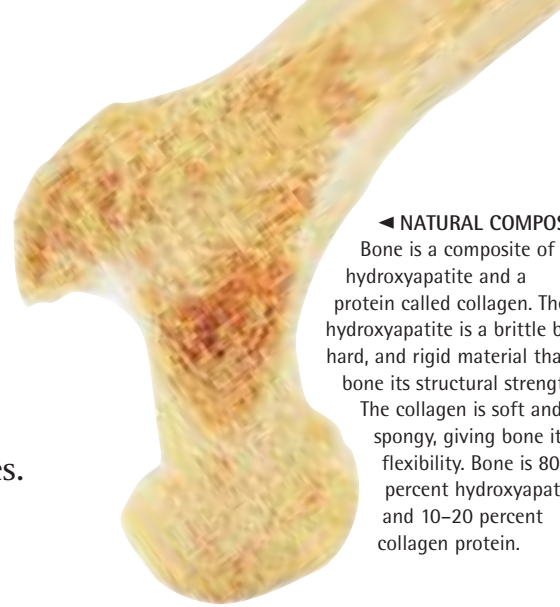 ◄ NATURAL COMPOS
Bone is a composite of
hydroxyapatite and a
protein called collagen. The
hydroxyapatite is a brittle b
hard, and rigid material tha
bone its structural strengt
The collagen is soft and
spongy, giving bone it
flexibility. Bone is 80
percent hydroxyapat
and 10–20 percent
collagen protein.
es.